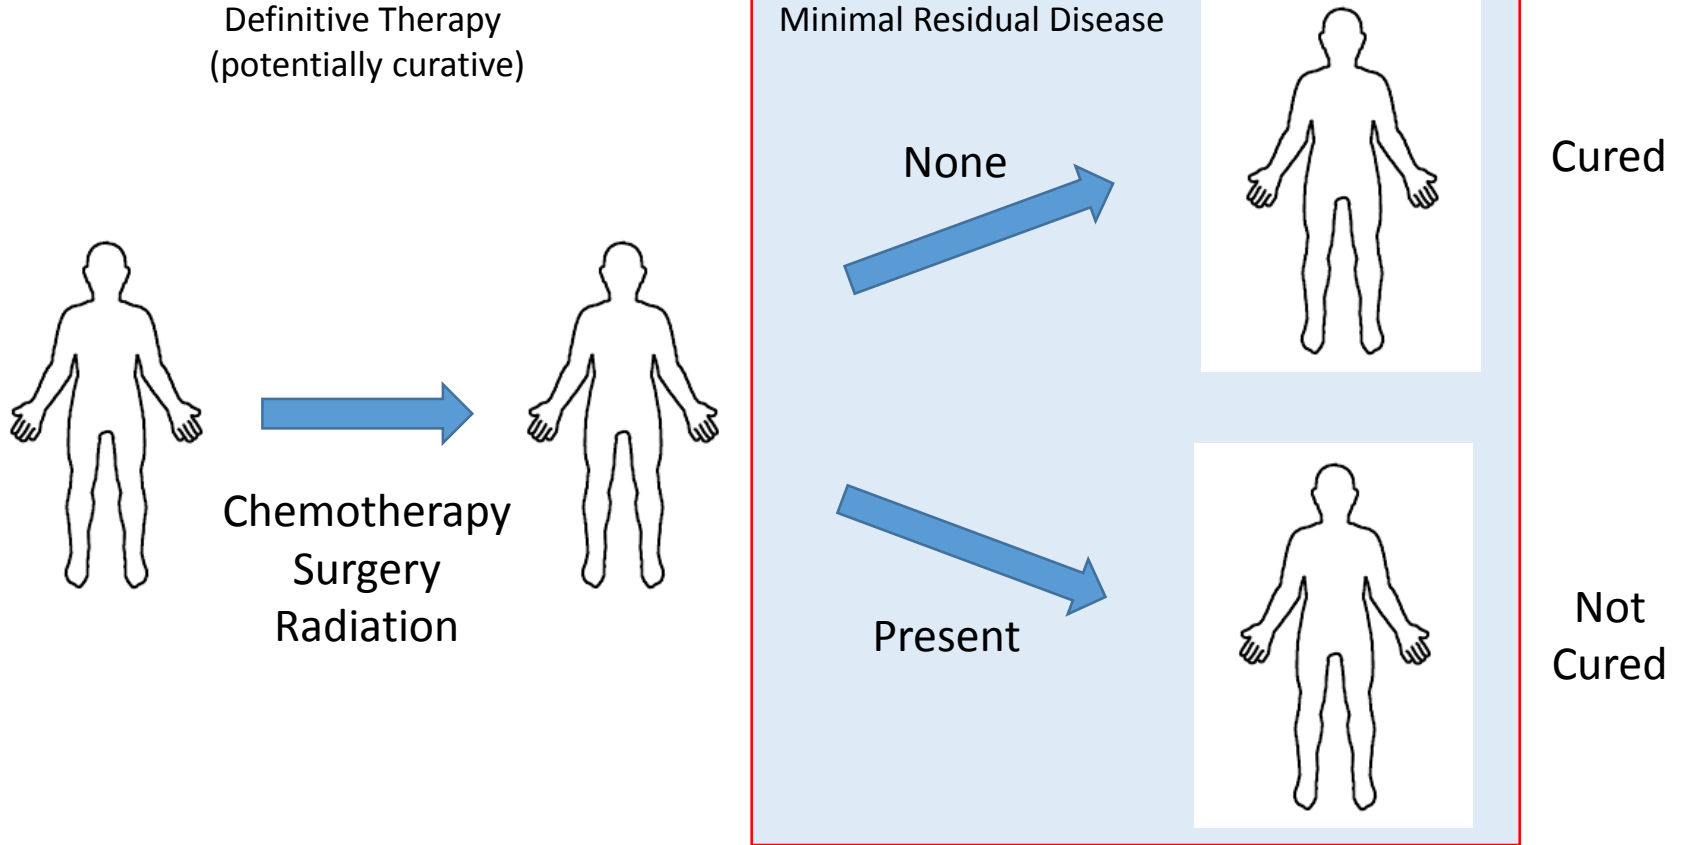 Definitive Therapy
(potentially curative)
Chemotherapy
Surgery
Radiation
Minimal Residual Disease
None
Present
Cured
Not
Cured